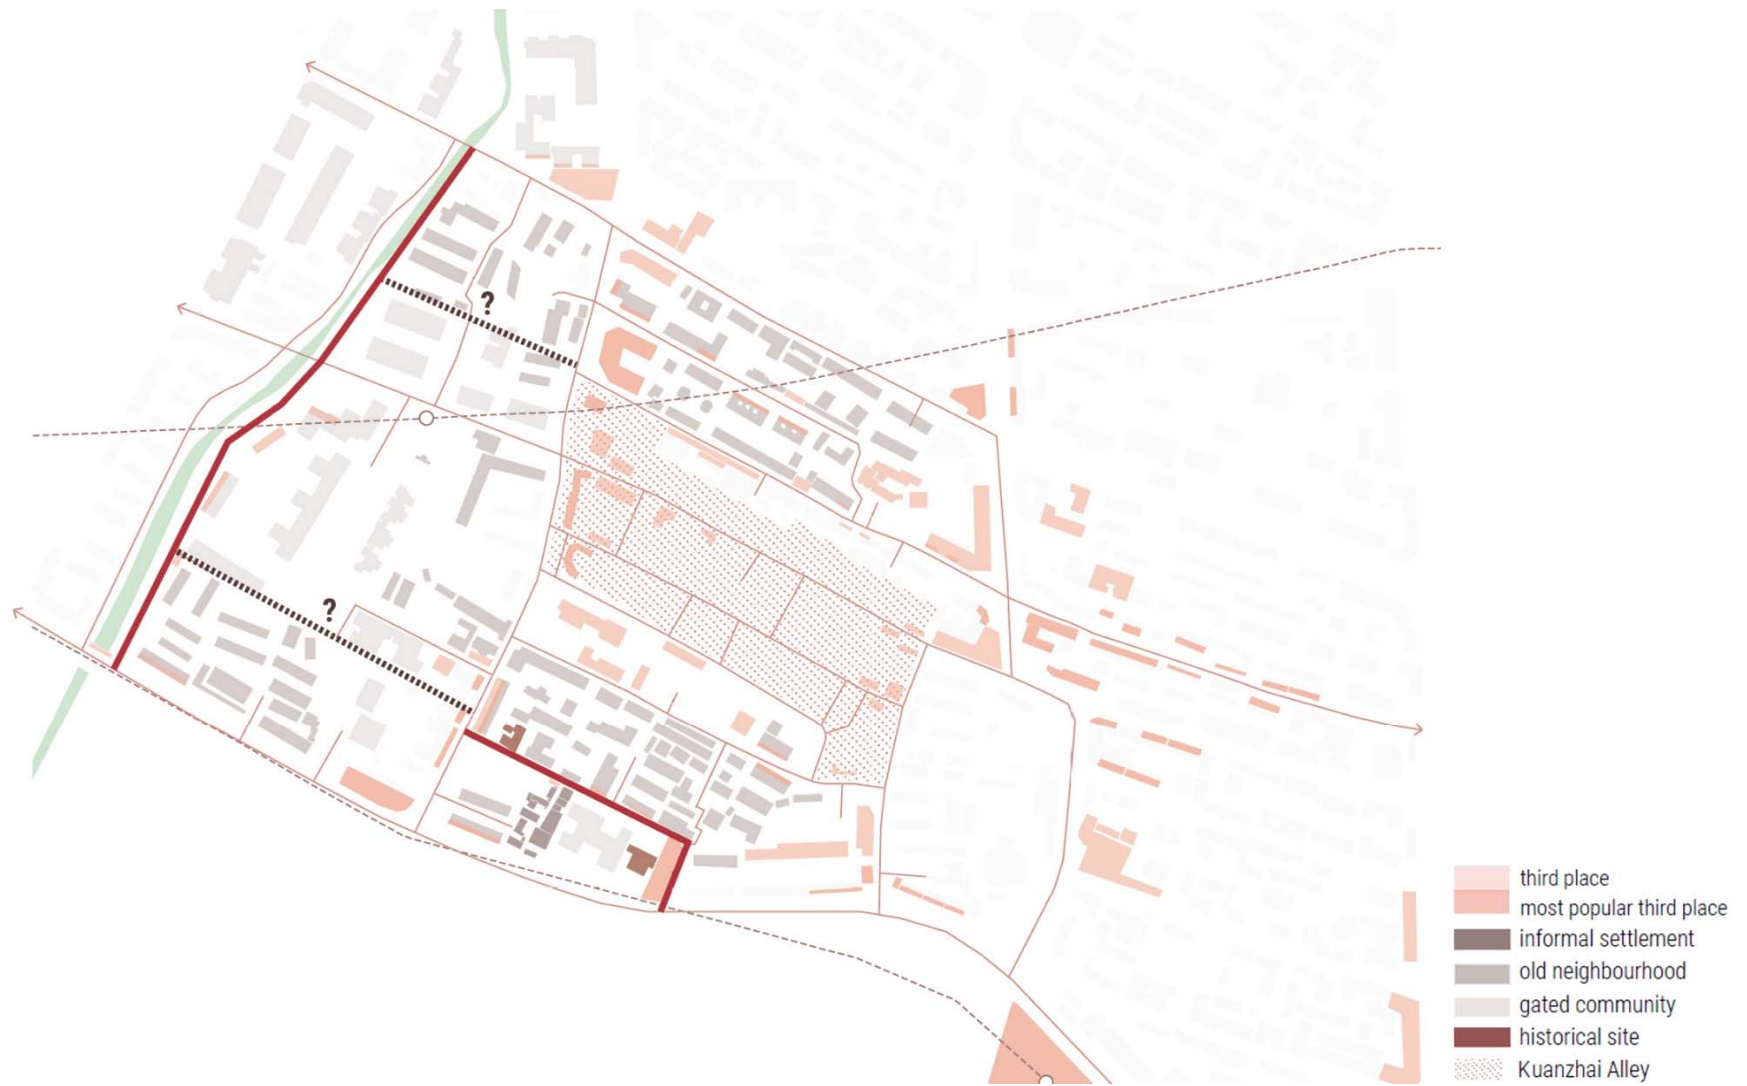 ?
?
third place
most popular third place
informal settlement
old neighbourhood
gated community
historical site
Kuanzhai Alley